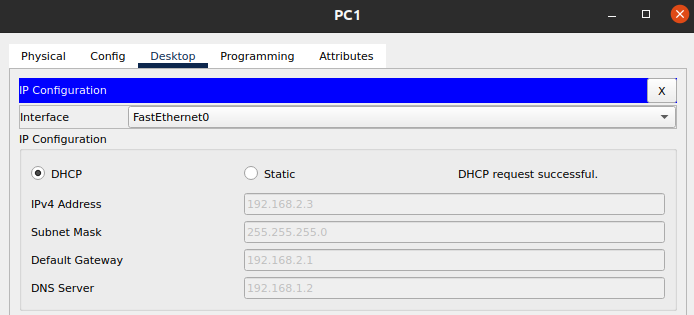 PC1
Physical Config Desktop Programming Attributes
IP Configuration X
Interface FastEthernet0
IP Configuration
DHCP Static DHCP request successful.
IPv4 Address 192.168.2.3
Subnet Mask 255.255.255.0
Default Gateway 192.168.2.1
DNS Server 192.168.1.2